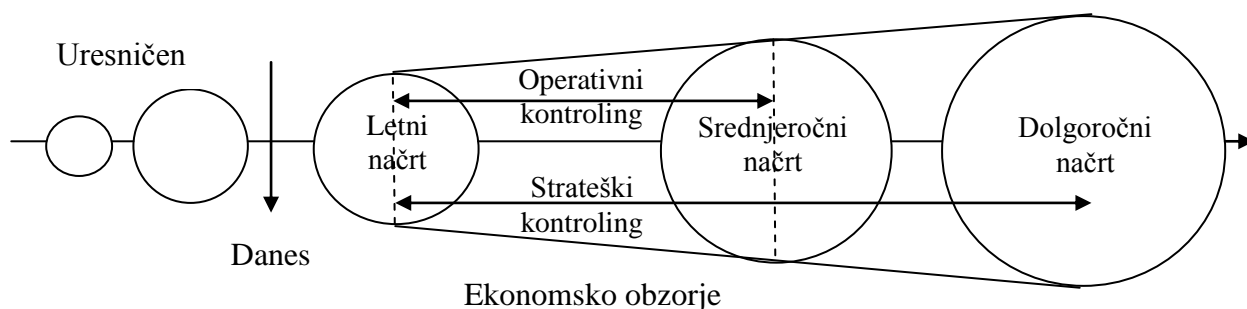 Uresničen
Danes
Letni
načrt
Operativni
kontroling
Srednjeročni
načrt
Dolgoročni
načrt
Strateški
kontroling
Ekonomsko obzorje